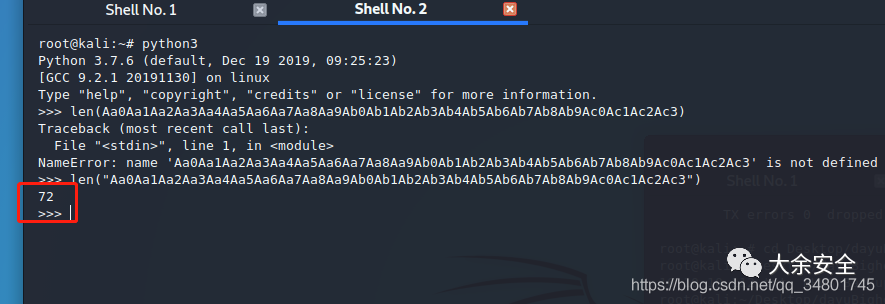 Shell No. 1
Shell No. 2
root@kali:~# python3
Python 3.7.6 (default, Dec 19 2019, 09:25:23)
[GCC 9.2.1 20191130] on linux
Type "help", "copyright", "credits" or "license" for more information.
>>> len(Aa0Aa1Aa2Aa3Aa4Aa5Aa6Aa7Aa8Aa9Ab0Ab1Ab2Ab3Ab4Ab5Ab6Ab7Ab8Ab9Ac0Ac1Ac2Ac3)
Traceback (most recent call last):
  File "<stdin>", line 1, in <module>
NameError: name 'Aa0Aa1Aa2Aa3Aa4Aa5Aa6Aa7Aa8Aa9Ab0Ab1Ab2Ab3Ab4Ab5Ab6Ab7Ab8Ab9Ac0Ac1Ac2Ac3' is not defined
>>> len("Aa0Aa1Aa2Aa3Aa4Aa5Aa6Aa7Aa8Aa9Ab0Ab1Ab2Ab3Ab4Ab5Ab6Ab7Ab8Ab9Ac0Ac1Ac2Ac3")
72
>>>
Shell No. 1
TX errors 0 dropped
大余安全
https://blog.csdn.net/qq_34801745